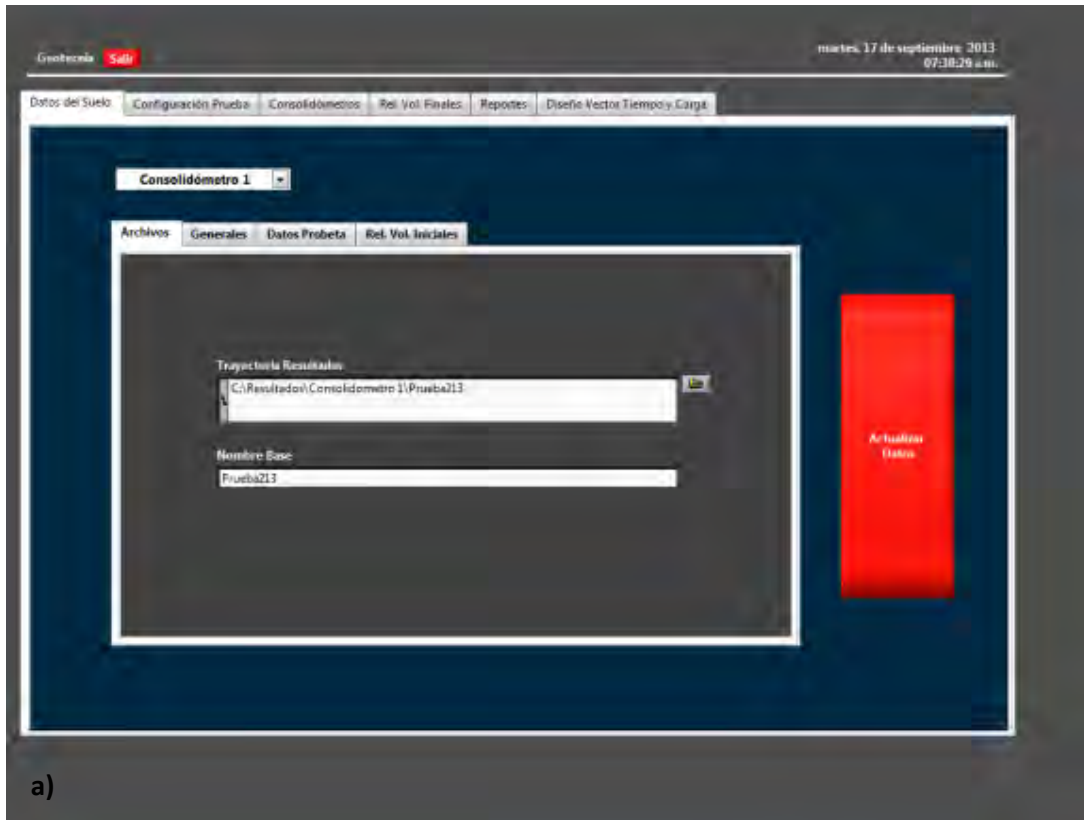 Geotecnia Salir
martes, 17 de septiembre 2013
07:38:29 a.m.
Datos del Suelo Configuración Prueba Consolidómetros Rel. Vol. Finales Reportes Diseño Vector Tiempo y Carga
Consolidómetro 1
Archivos Generales Datos Probeta Rel. Vol. Iniciales
Trayectoria Resultados
C:\Resultados\Consolidometro 1\Prueba213
Nombre Base
Prueba213
Actualizar
Datos
a)